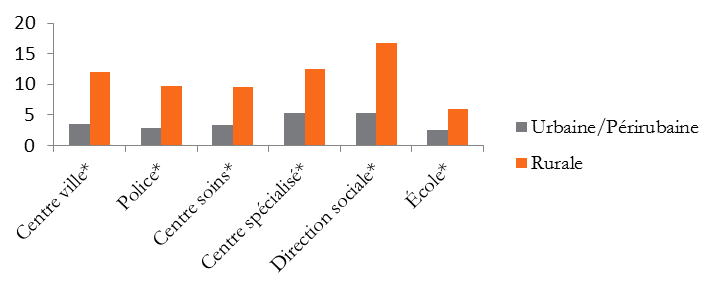 20
15
10
5
0
Centre ville*
Police*
Centre soins*
Centre spécialisé*
Direction sociale*
École*
Urbaine/Périrubaine
Rurale